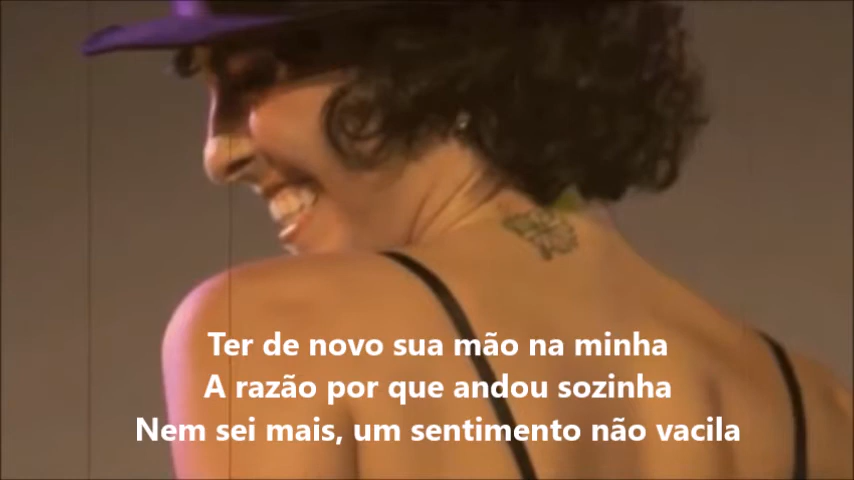 Ter de novo sua mão na minha
A razão por que andou sozinha
Nem sei mais, um sentimento não vacila